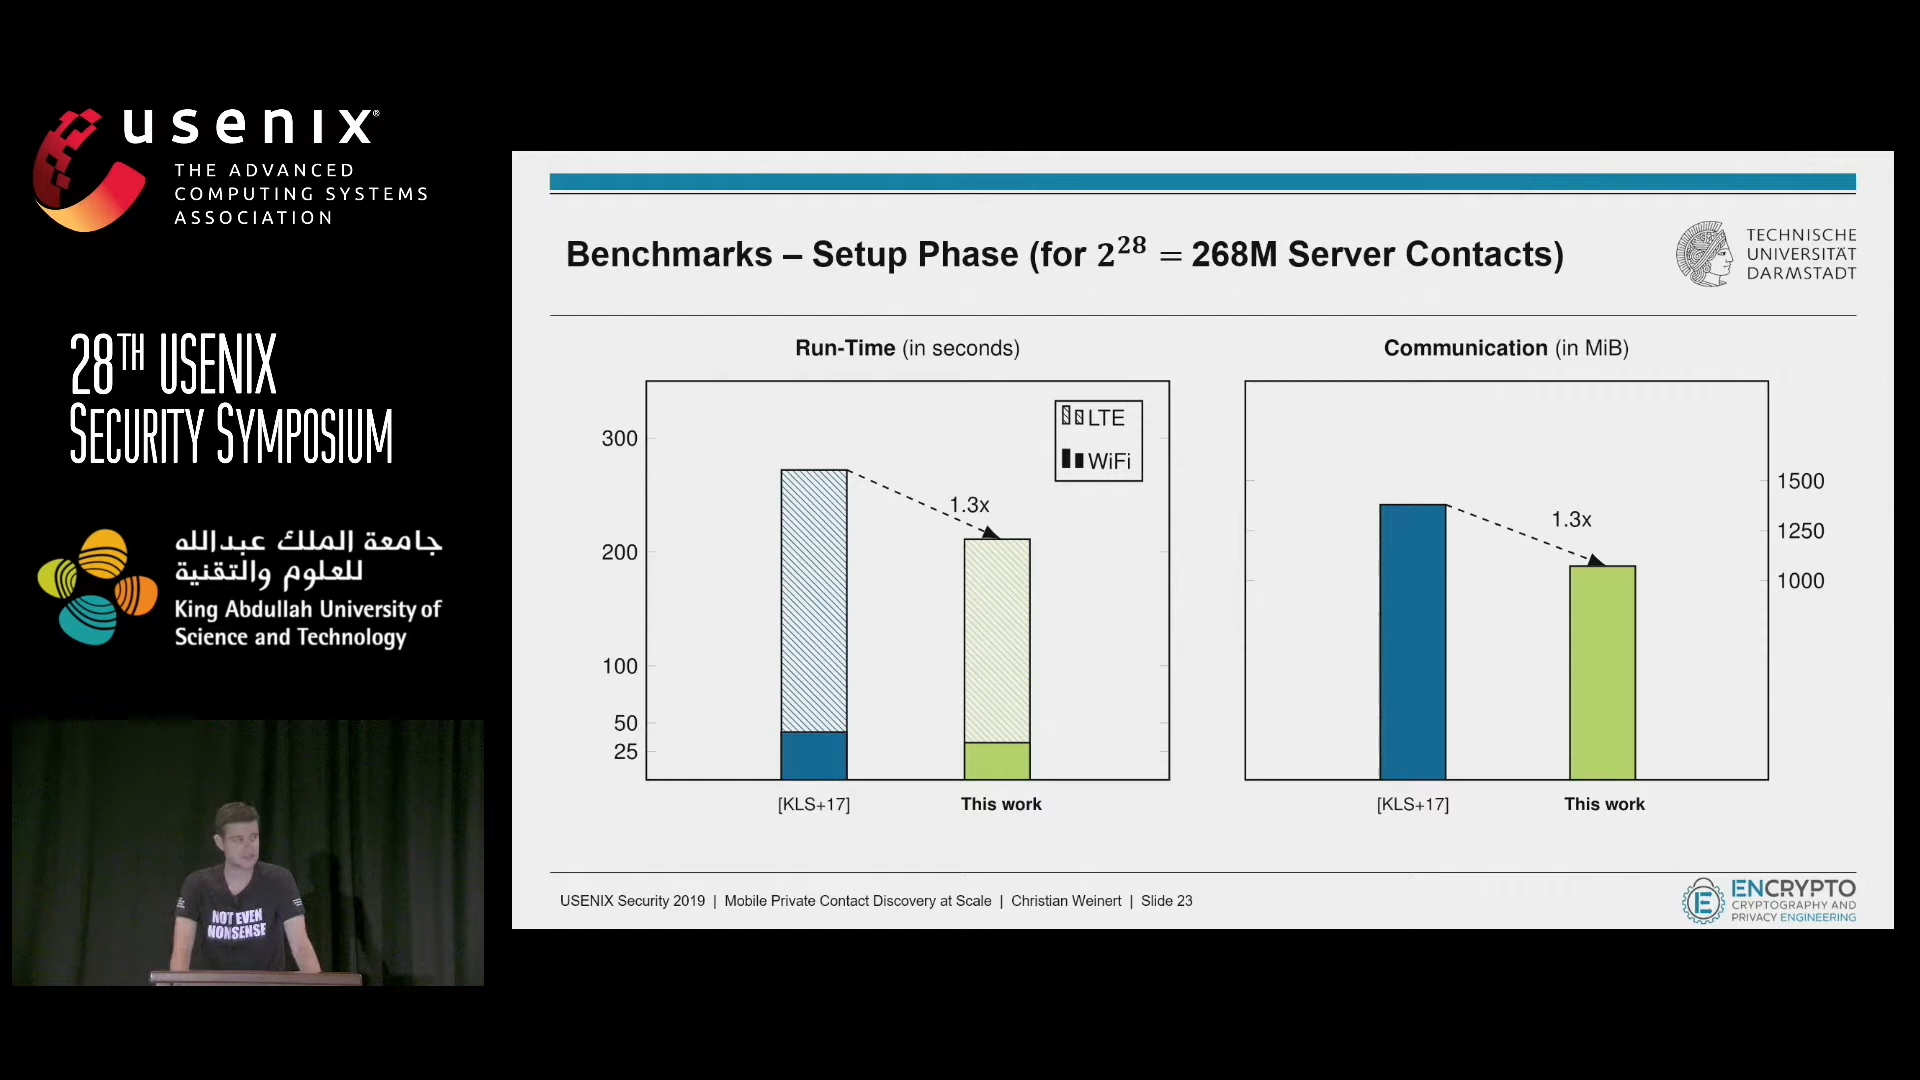 usenix®
THE ADVANCED
COMPUTING SYSTEMS
ASSOCIATION
28TH USENIX
SECURITY SYMPOSIUM
جامعة الملك عبدالله
للعلوم والتقنية
King Abdullah University of
Science and Technology
NOT EVEN
NONSENSE
Benchmarks – Setup Phase (for 2²⁸ = 268M Server Contacts)
TECHNISCHE
UNIVERSITÄT
DARMSTADT
Run-Time (in seconds)
LTE
WiFi
300
200
100
50
25
1.3x
[KLS+17]
This work
Communication (in MiB)
1500
1250
1000
1.3x
[KLS+17]
This work
USENIX Security 2019 | Mobile Private Contact Discovery at Scale | Christian Weinert | Slide 23
ENCRYPTO
CRYPTOGRAPHY AND
PRIVACY ENGINEERING